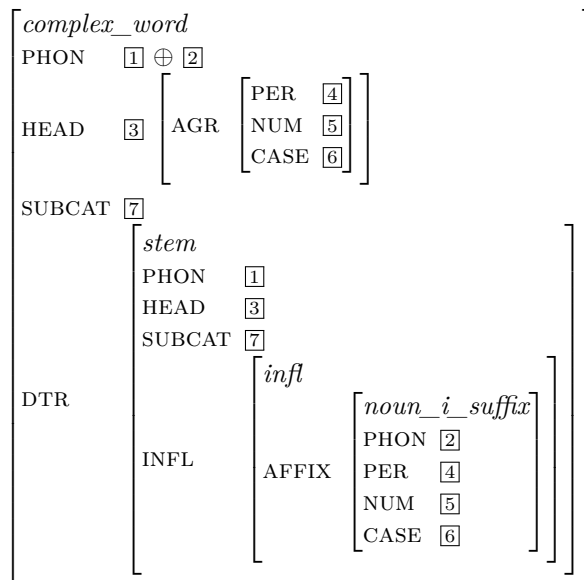 complex_word
PHON 1 ⊕ 2
PER 4
HEAD 3 AGR NUM 5
CASE 6
SUBCAT 7
stem
PHON 1
HEAD 3
SUBCAT 7
infl
DTR noun_i_suffix
PHON 2
INFL AFFIX PER 4
NUM 5
CASE 6